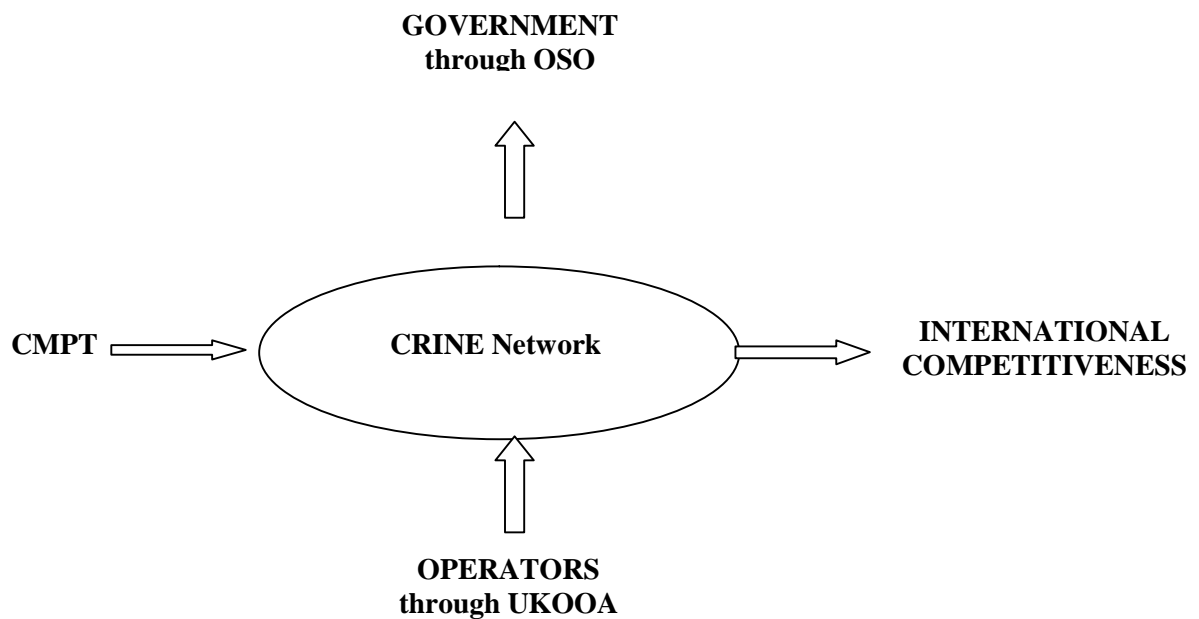 GOVERNMENT
through OSO
CMPT
CRINE Network
INTERNATIONAL
COMPETITIVENESS
OPERATORS
through UKOOA